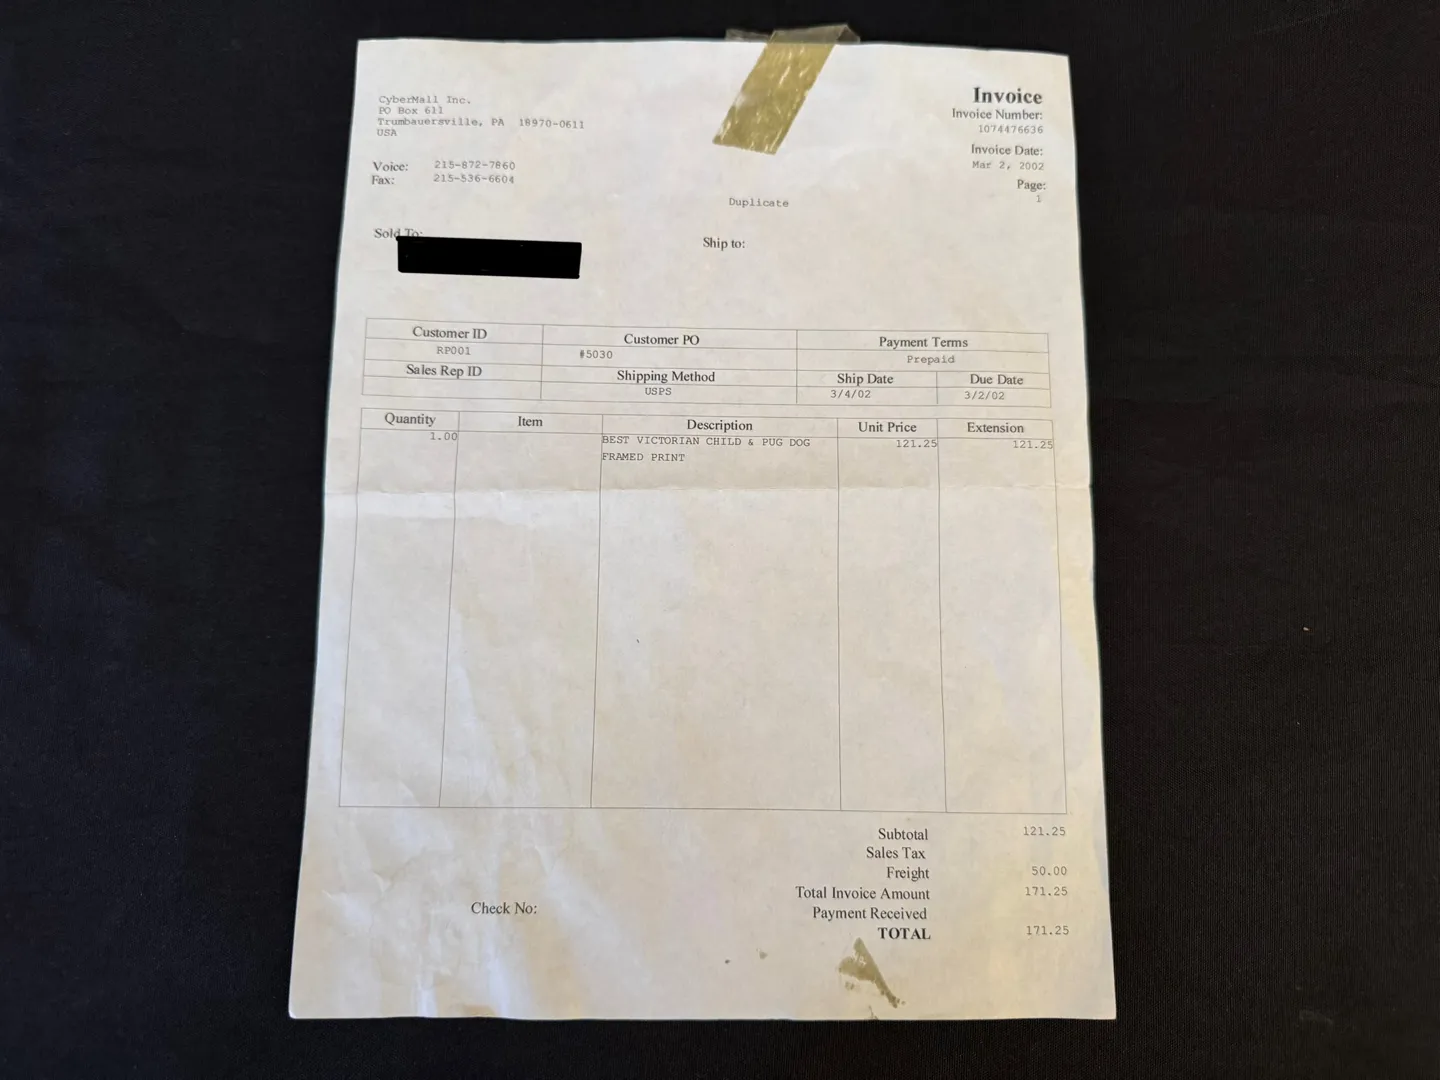 CyberMall Inc.
PO Box 611
Trumbauersville, PA 18970-0611
USA
Voice: 215-872-7860
Fax: 215-536-6604
Invoice
Invoice Number:
1074476636
Invoice Date:
Mar 2, 2002
Page:
1
Duplicate
Sold To:
Ship to:
Customer ID Customer PO Payment Terms
RP001 #5030 Prepaid
Sales Rep ID Shipping Method Ship Date Due Date
USPS 3/4/02 3/2/02
Quantity Item Description Unit Price Extension
1.00 BEST VICTORIAN CHILD & PUG DOG 121.25 121.25
FRAMED PRINT
Subtotal 121.25
Sales Tax
Freight 50.00
Total Invoice Amount 171.25
Check No: Payment Received
TOTAL 171.25